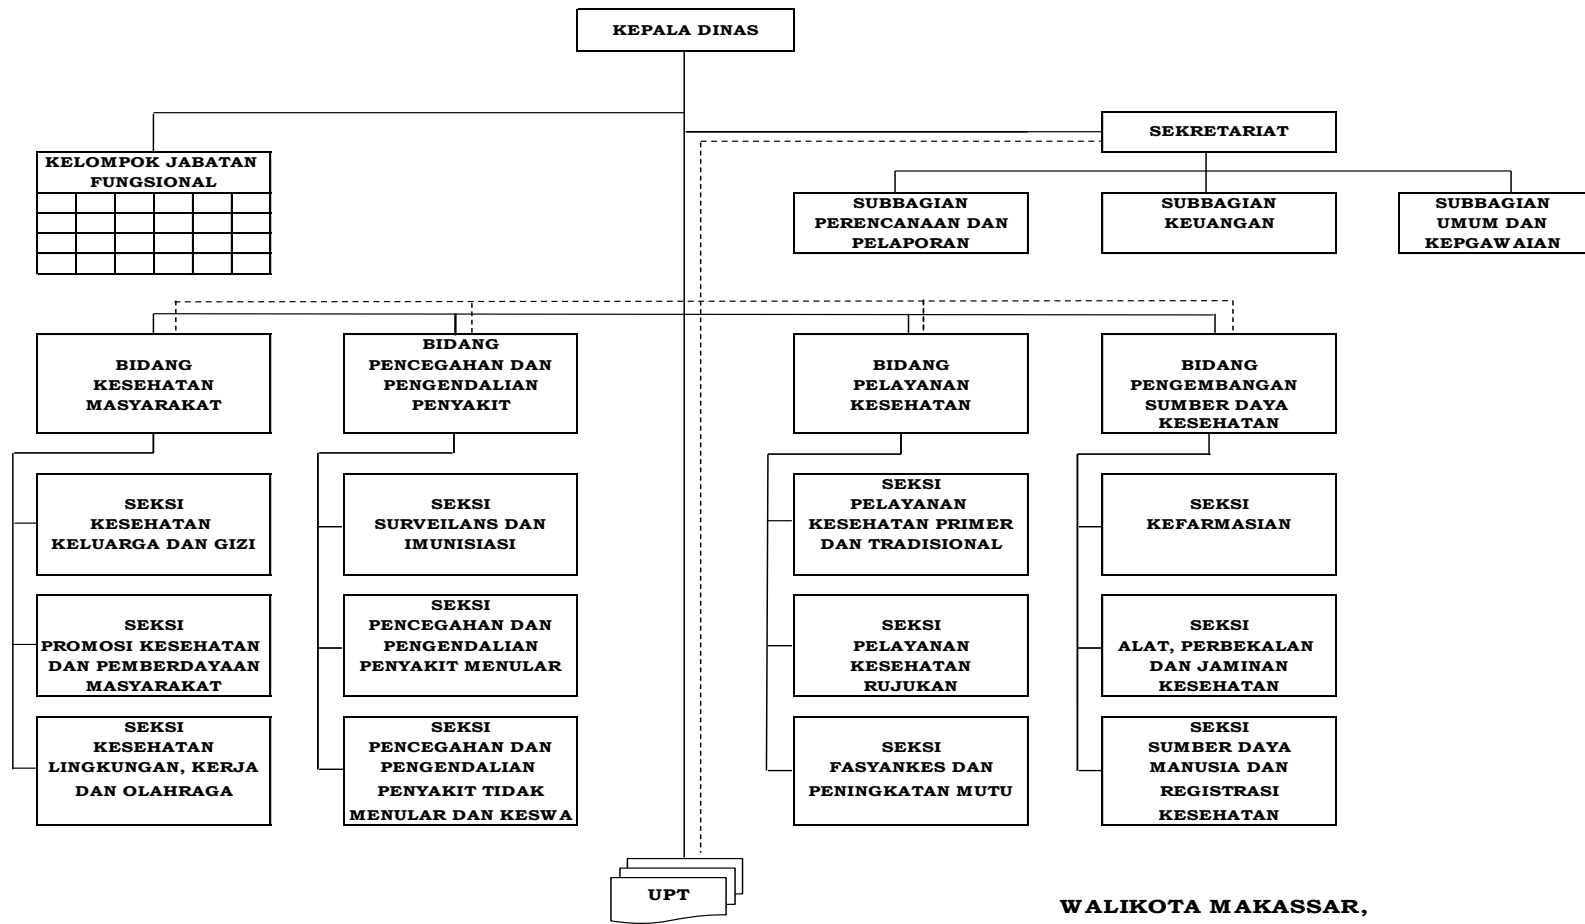 KEPALA DINAS
SEKRETARIAT
KELOMPOK JABATAN
FUNGSIONAL
SUBBAGIAN
PERENCANAAN DAN
PELAPORAN
SUBBAGIAN
KEUANGAN
SUBBAGIAN
UMUM DAN
KEPGAWAIAN
BIDANG
KESEHATAN
MASYARAKAT
BIDANG
PENCEGAHAN DAN
PENGENDALIAN
PENYAKIT
BIDANG
PELAYANAN
KESEHATAN
BIDANG
PENGEMBANGAN
SUMBER DAYA
KESEHATAN
SEKSI
KESEHATAN
KELUARGA DAN GIZI
SEKSI
SURVEILANS DAN
IMUNISIASI
SEKSI
PELAYANAN
KESEHATAN PRIMER
DAN TRADISIONAL
SEKSI
KEFARMASIAN
SEKSI
PROMOSI KESEHATAN
DAN PEMBERDAYAAN
MASYARAKAT
SEKSI
PENCEGAHAN DAN
PENGENDALIAN
PENYAKIT MENULAR
SEKSI
PELAYANAN
KESEHATAN
RUJUKAN
SEKSI
ALAT, PERBEKALAN
DAN JAMINAN
KESEHATAN
SEKSI
KESEHATAN
LINGKUNGAN, KERJA
DAN OLAHRAGA
SEKSI
PENCEGAHAN DAN
PENGENDALIAN
PENYAKIT TIDAK
MENULAR DAN KESWA
SEKSI
FASYANKES DAN
PENINGKATAN MUTU
SEKSI
SUMBER DAYA
MANUSIA DAN
REGISTRASI
KESEHATAN
UPT
WALIKOTA MAKASSAR,